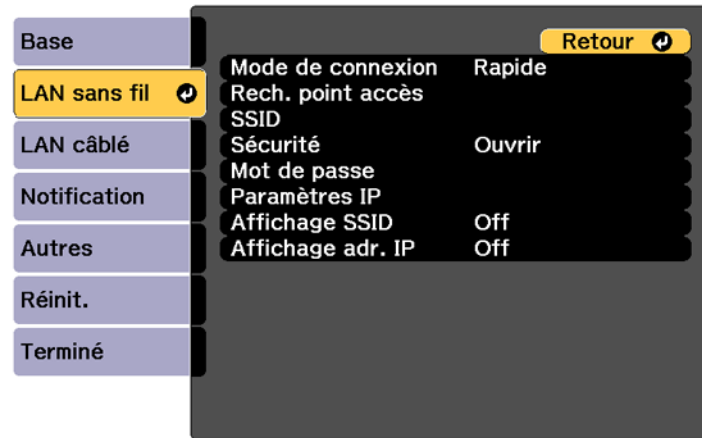 Base
LAN sans fil
LAN câblé
Notification
Autres
Réinit.
Terminé
Retour
Mode de connexion Rapide
Rech. point accès
SSID
Sécurité Ouvrir
Mot de passe
Paramètres IP
Affichage SSID Off
Affichage adr. IP Off